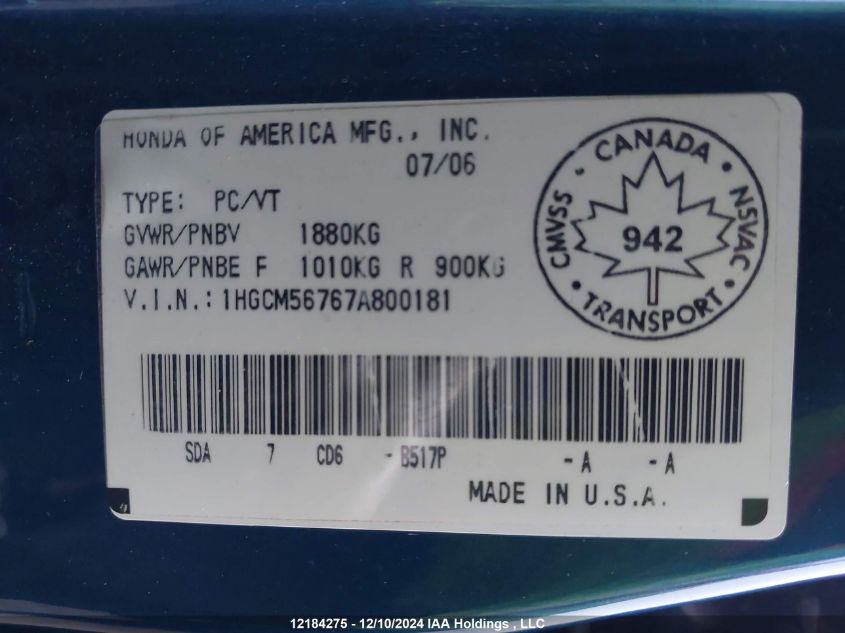 HONDA OF AMERICA MFG., INC.
07/06
TYPE: PC/VT
GVWR/PNBV 1880KG
GAWR/PNBE F 1010KG R 900KG
V.I.N.: 1HGCM56767A800181
CANADA
CMVSS - NSVAC
942
TRANSPORT
SDA 7 CD6 -B517P -A -A
MADE IN U.S.A.
12184275 - 12/10/2024 IAA Holdings , LLC